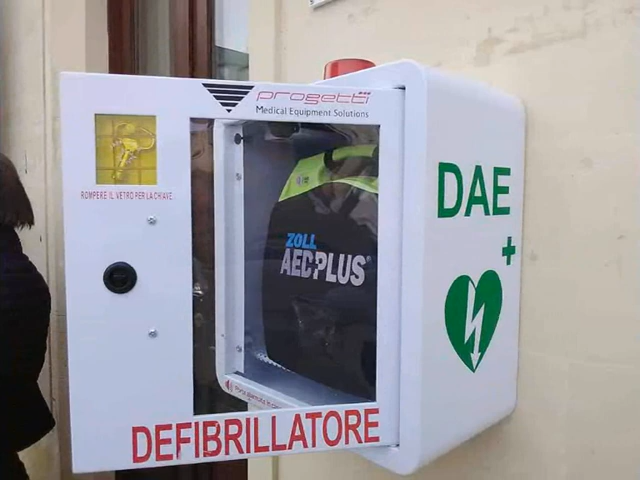 progetti
Medical Equipment Solutions
ROMPERE IL VETRO PER LA CHIAVE
DAE
ZOLL
AED PLUS®
DEFIBRILLATORE